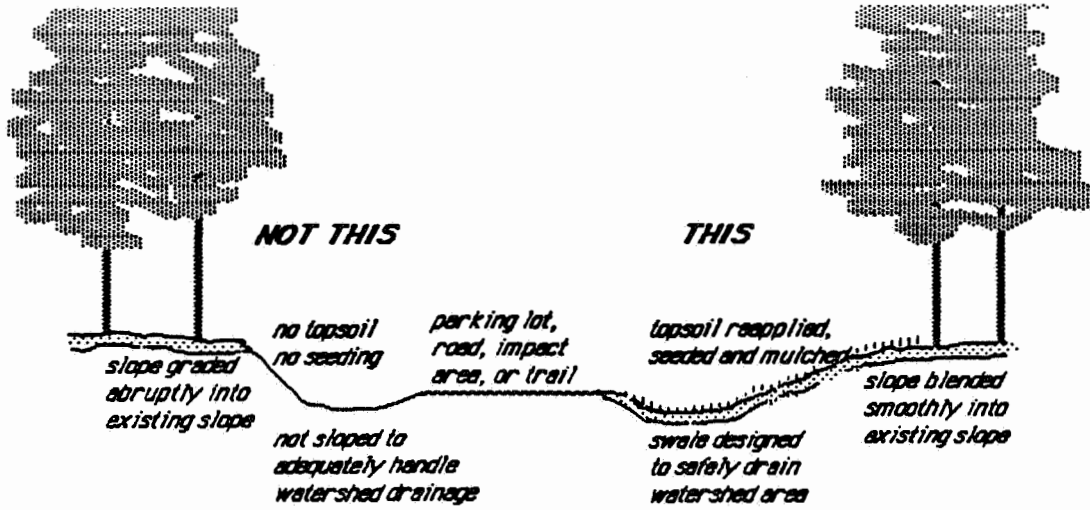 NOT THIS
THIS
no topsoil
no seeding
parking lot,
road, impact
area, or trail
topsoil reapplied,
seeded and mulched
slope graded
abruptly into
existing slope
slope blended
smoothly into
existing slope
not sloped to
adequately handle
watershed drainage
swale designed
to safely drain
watershed area